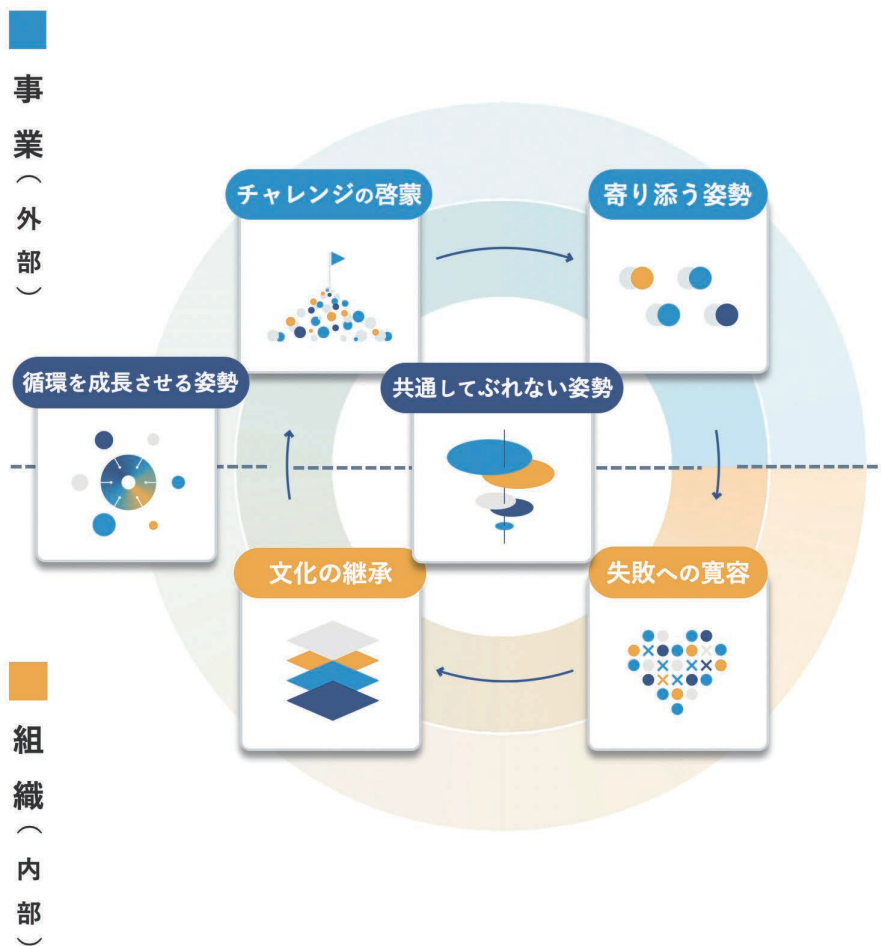 事業（外部）
チャレンジの啓蒙
寄り添う姿勢
循環を成長させる姿勢
共通してぶれない姿勢
文化の継承
失敗への寛容
組織（内部）